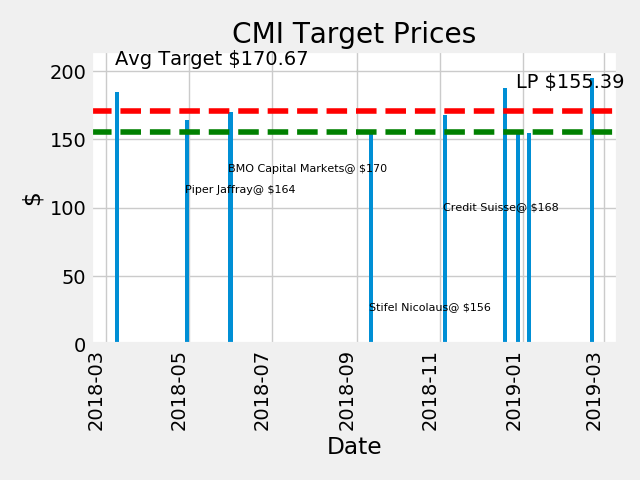 CMI Target Prices
Avg Target $170.67
LP $155.39
200
150
100
50
0
$
BMO Capital Markets@ $170
Piper Jaffray@ $164
Credit Suisse@ $168
Stifel Nicolaus@ $156
2018-03
2018-05
2018-07
2018-09
2018-11
2019-01
2019-03
Date